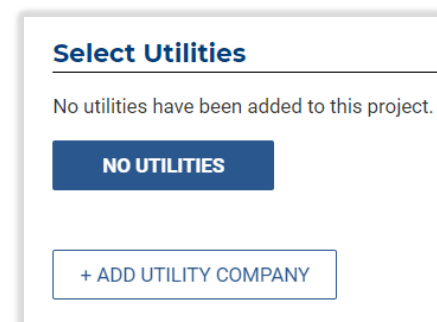 Select Utilities
No utilities have been added to this project.
NO UTILITIES
+ ADD UTILITY COMPANY